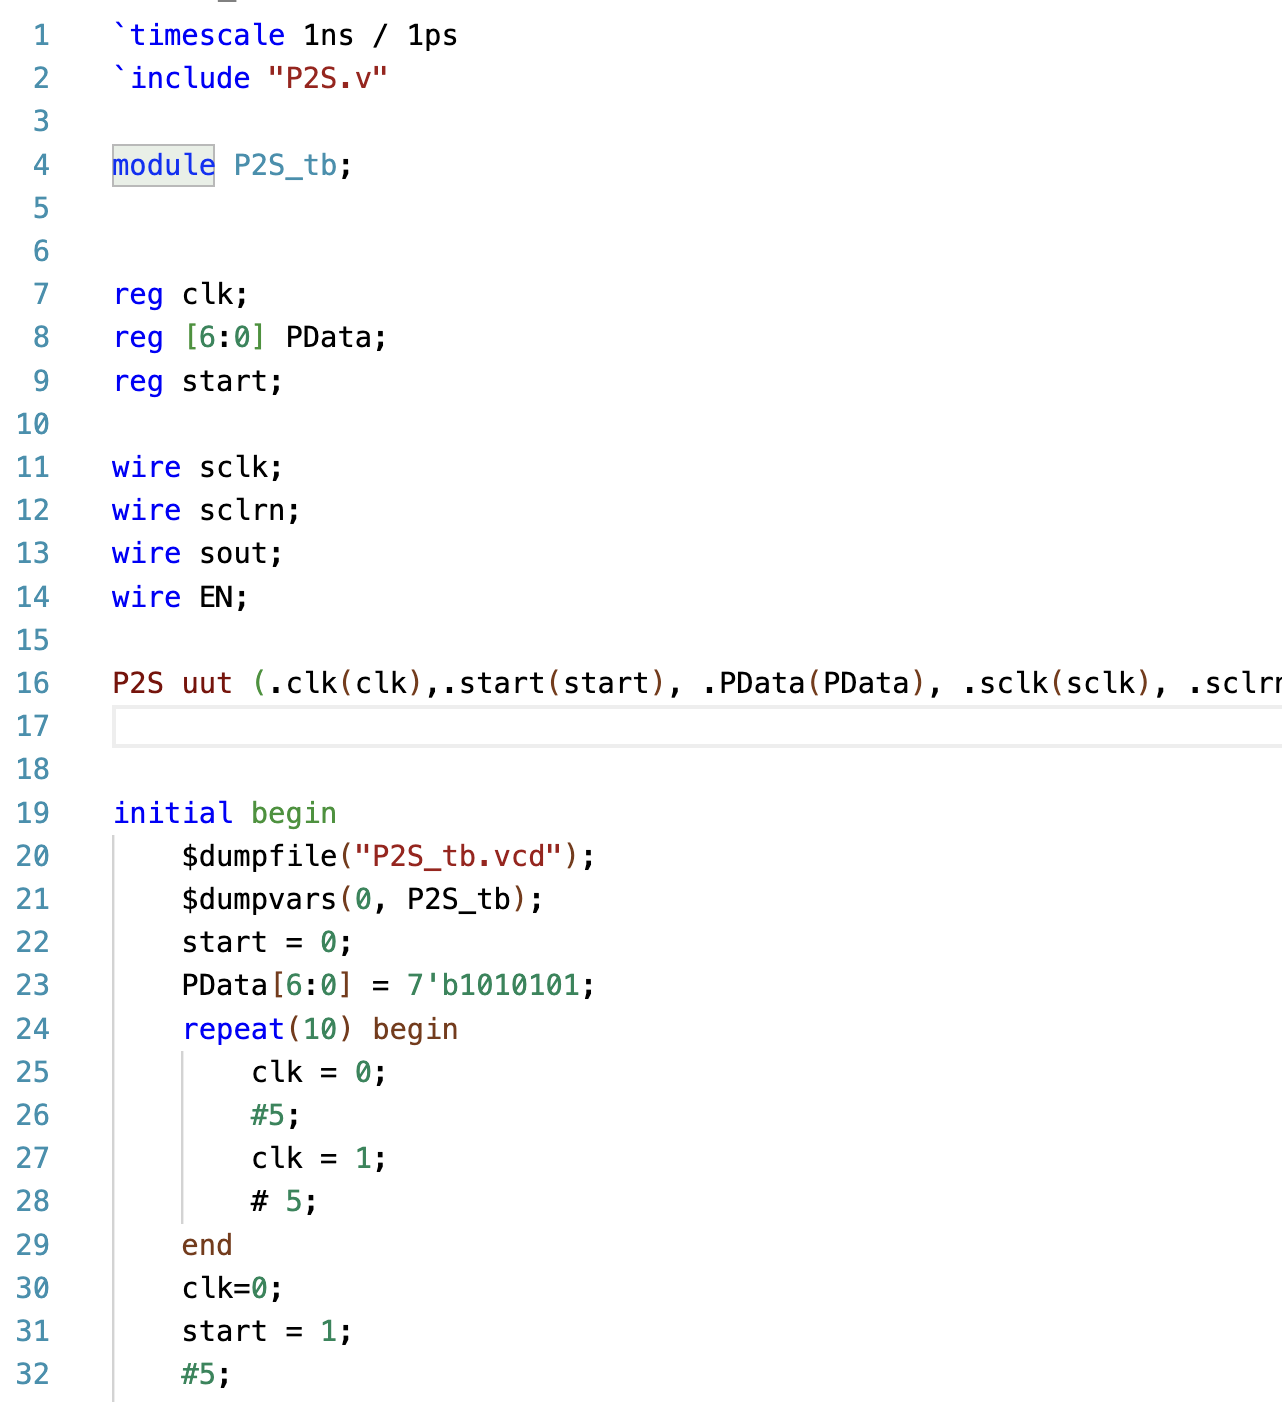 1 `timescale 1ns / 1ps
2 `include "P2S.v"
3
4 module P2S_tb;
5
6
7 reg clk;
8 reg [6:0] PData;
9 reg start;
10
11 wire sclk;
12 wire sclrn;
13 wire sout;
14 wire EN;
15
16 P2S uut (.clk(clk),.start(start), .PData(PData), .sclk(sclk), .sclrn
17
18
19 initial begin
20 $dumpfile("P2S_tb.vcd");
21 $dumpvars(0, P2S_tb);
22 start = 0;
23 PData[6:0] = 7'b1010101;
24 repeat(10) begin
25 clk = 0;
26 #5;
27 clk = 1;
28 # 5;
29 end
30 clk=0;
31 start = 1;
32 #5;